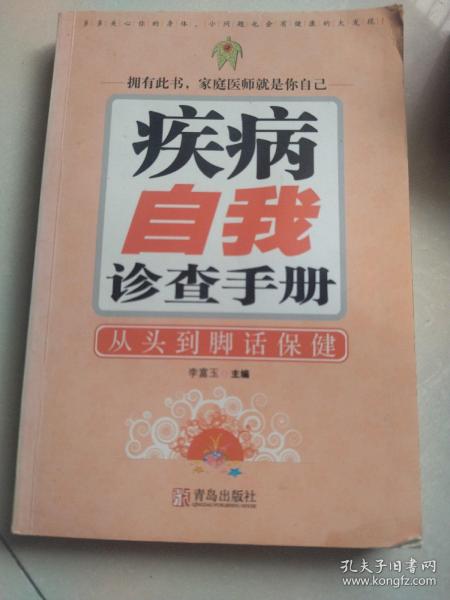 多多关心你的身体，小问题也会有健康的大发现！
拥有此书，家庭医师就是你自己
疾病
自我
诊查手册
从头到脚话保健
李富玉 主编
青岛出版社
QINGDAO PUBLISHING HOUSE
孔夫子旧书网
www.kongfz.com